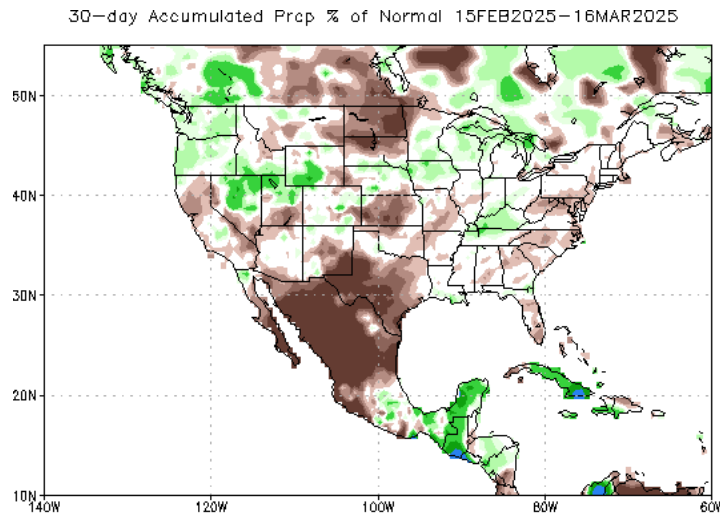 30-day Accumulated Prcp % of Normal 15FEB2025-16MAR2025
50N
40N
30N
20N
10N
140W 120W 100W 80W 60W